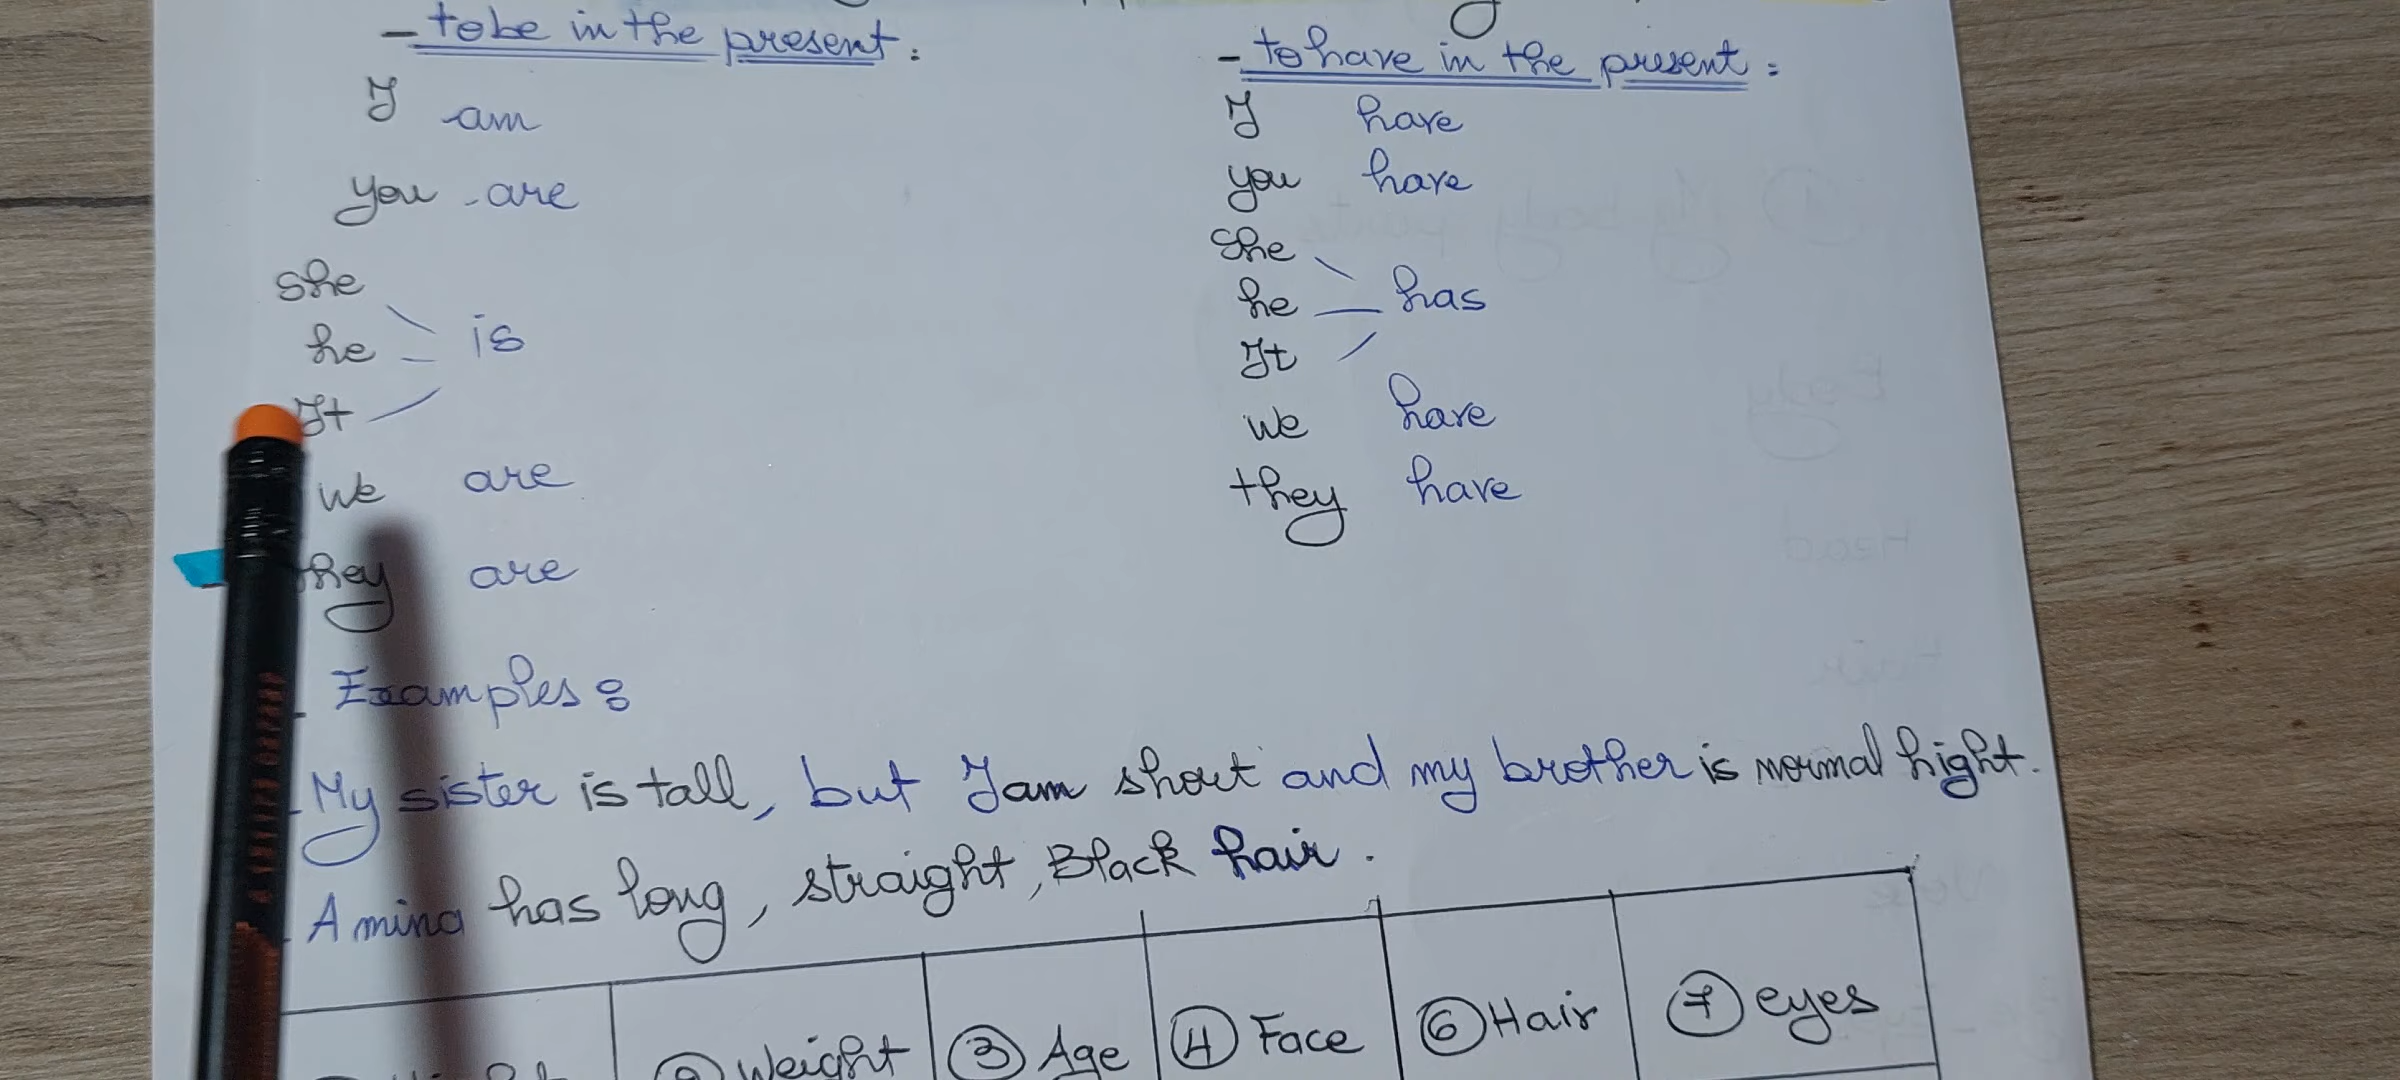 - to be in the present :
I am
you are
she
he is
It
we are
they are
- to have in the present :
I have
you have
she
he has
It
we have
they have
- Examples :
- My sister is tall, but I am short and my brother is normal hight.
- Amina has long, straight, Black hair.
② Weight ③ Age ④ Face ⑥ Hair ⑦ eyes